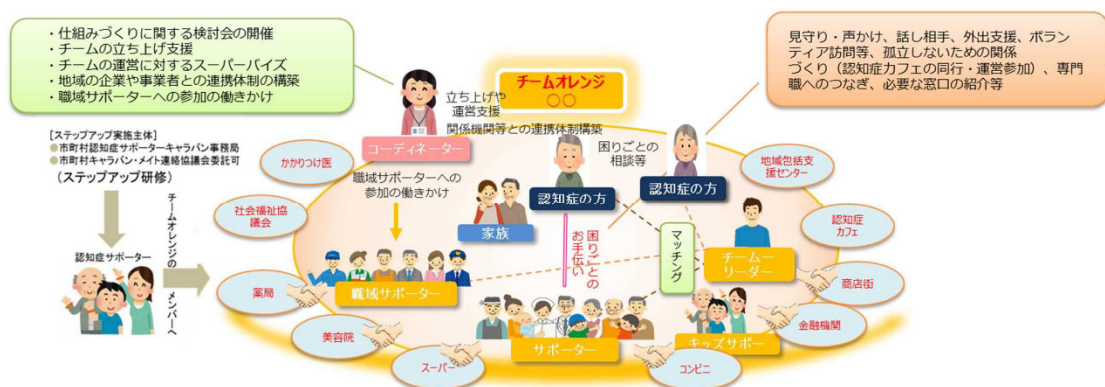 ・仕組みづくりに関する検討会の開催
・チームの立ち上げ支援
・チームの運営に対するスーパーバイズ
・地域の企業や事業者との連携体制の構築
・職域サポーターへの参加の働きかけ
チームオレンジ
○○
見守り・声かけ、話し相手、外出支援、ボラン
ティア訪問等、孤立しないための関係
づくり（認知症カフェの同行・運営参加）、専門
職へのつなぎ、必要な窓口の紹介等
立ち上げや
運営支援
関係機関等との連携体制構築
コーディネーター
[ステップアップ実施主体]
●市町村認知症サポーターキャラバン事務局
●市町村キャラバン・メイト連絡協議会委託可
(ステップアップ研修)
チームオレンジの
メンバーへ
認知症サポーター
かかりつけ医
社会福祉協
議会
薬局
美容院
スーパー
コンビニ
金融機関
商店街
認知症
カフェ
地域包括支
援センター
職域サポーターへの
参加の働きかけ
困りごとの
相談等
認知症の方
認知症の方
家族
困りごとの
お手伝い
マッチング
チームー
リーダー
職域サポーター
サポーター
キッズサポー